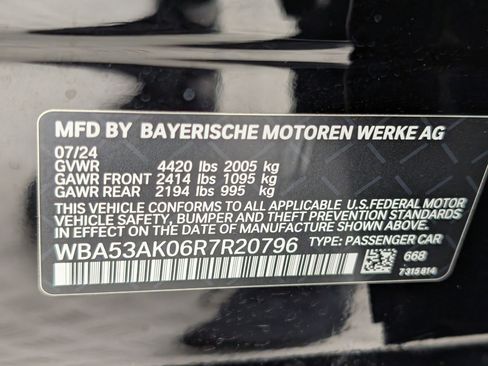 MFD BY BAYERISCHE MOTOREN WERKE AG
07/24
GVWR 4420 lbs 2005 kg
GAWR FRONT 2414 lbs 1095 kg
GAWR REAR 2194 lbs 995 kg
THIS VEHICLE CONFORMS TO ALL APPLICABLE U.S.FEDERAL MOTOR
VEHICLE SAFETY, BUMPER AND THEFT PREVENTION STANDARDS
IN EFFECT ON THE DATE OF MANUFACTURE SHOWN ABOVE.
WBA53AK06R7R20796 TYPE: PASSENGER CAR
668
7315814